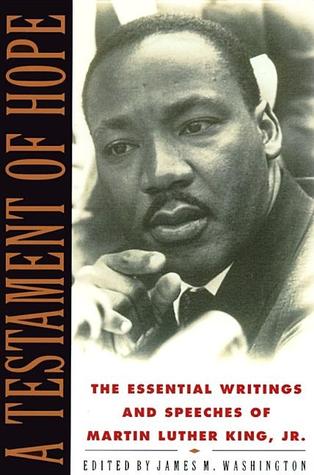 A TESTAMENT OF HOPE
THE ESSENTIAL WRITINGS
AND SPEECHES OF
MARTIN LUTHER KING, JR.
EDITED BY JAMES M. WASHINGTON